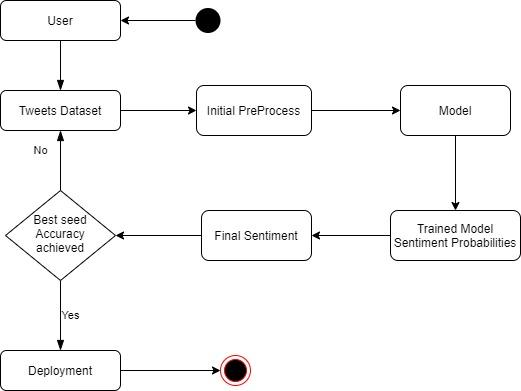 User
Tweets Dataset
Initial PreProcess
Model
No
Best seed
Accuracy
achieved
Final Sentiment
Trained Model
Sentiment Probabilities
Yes
Deployment